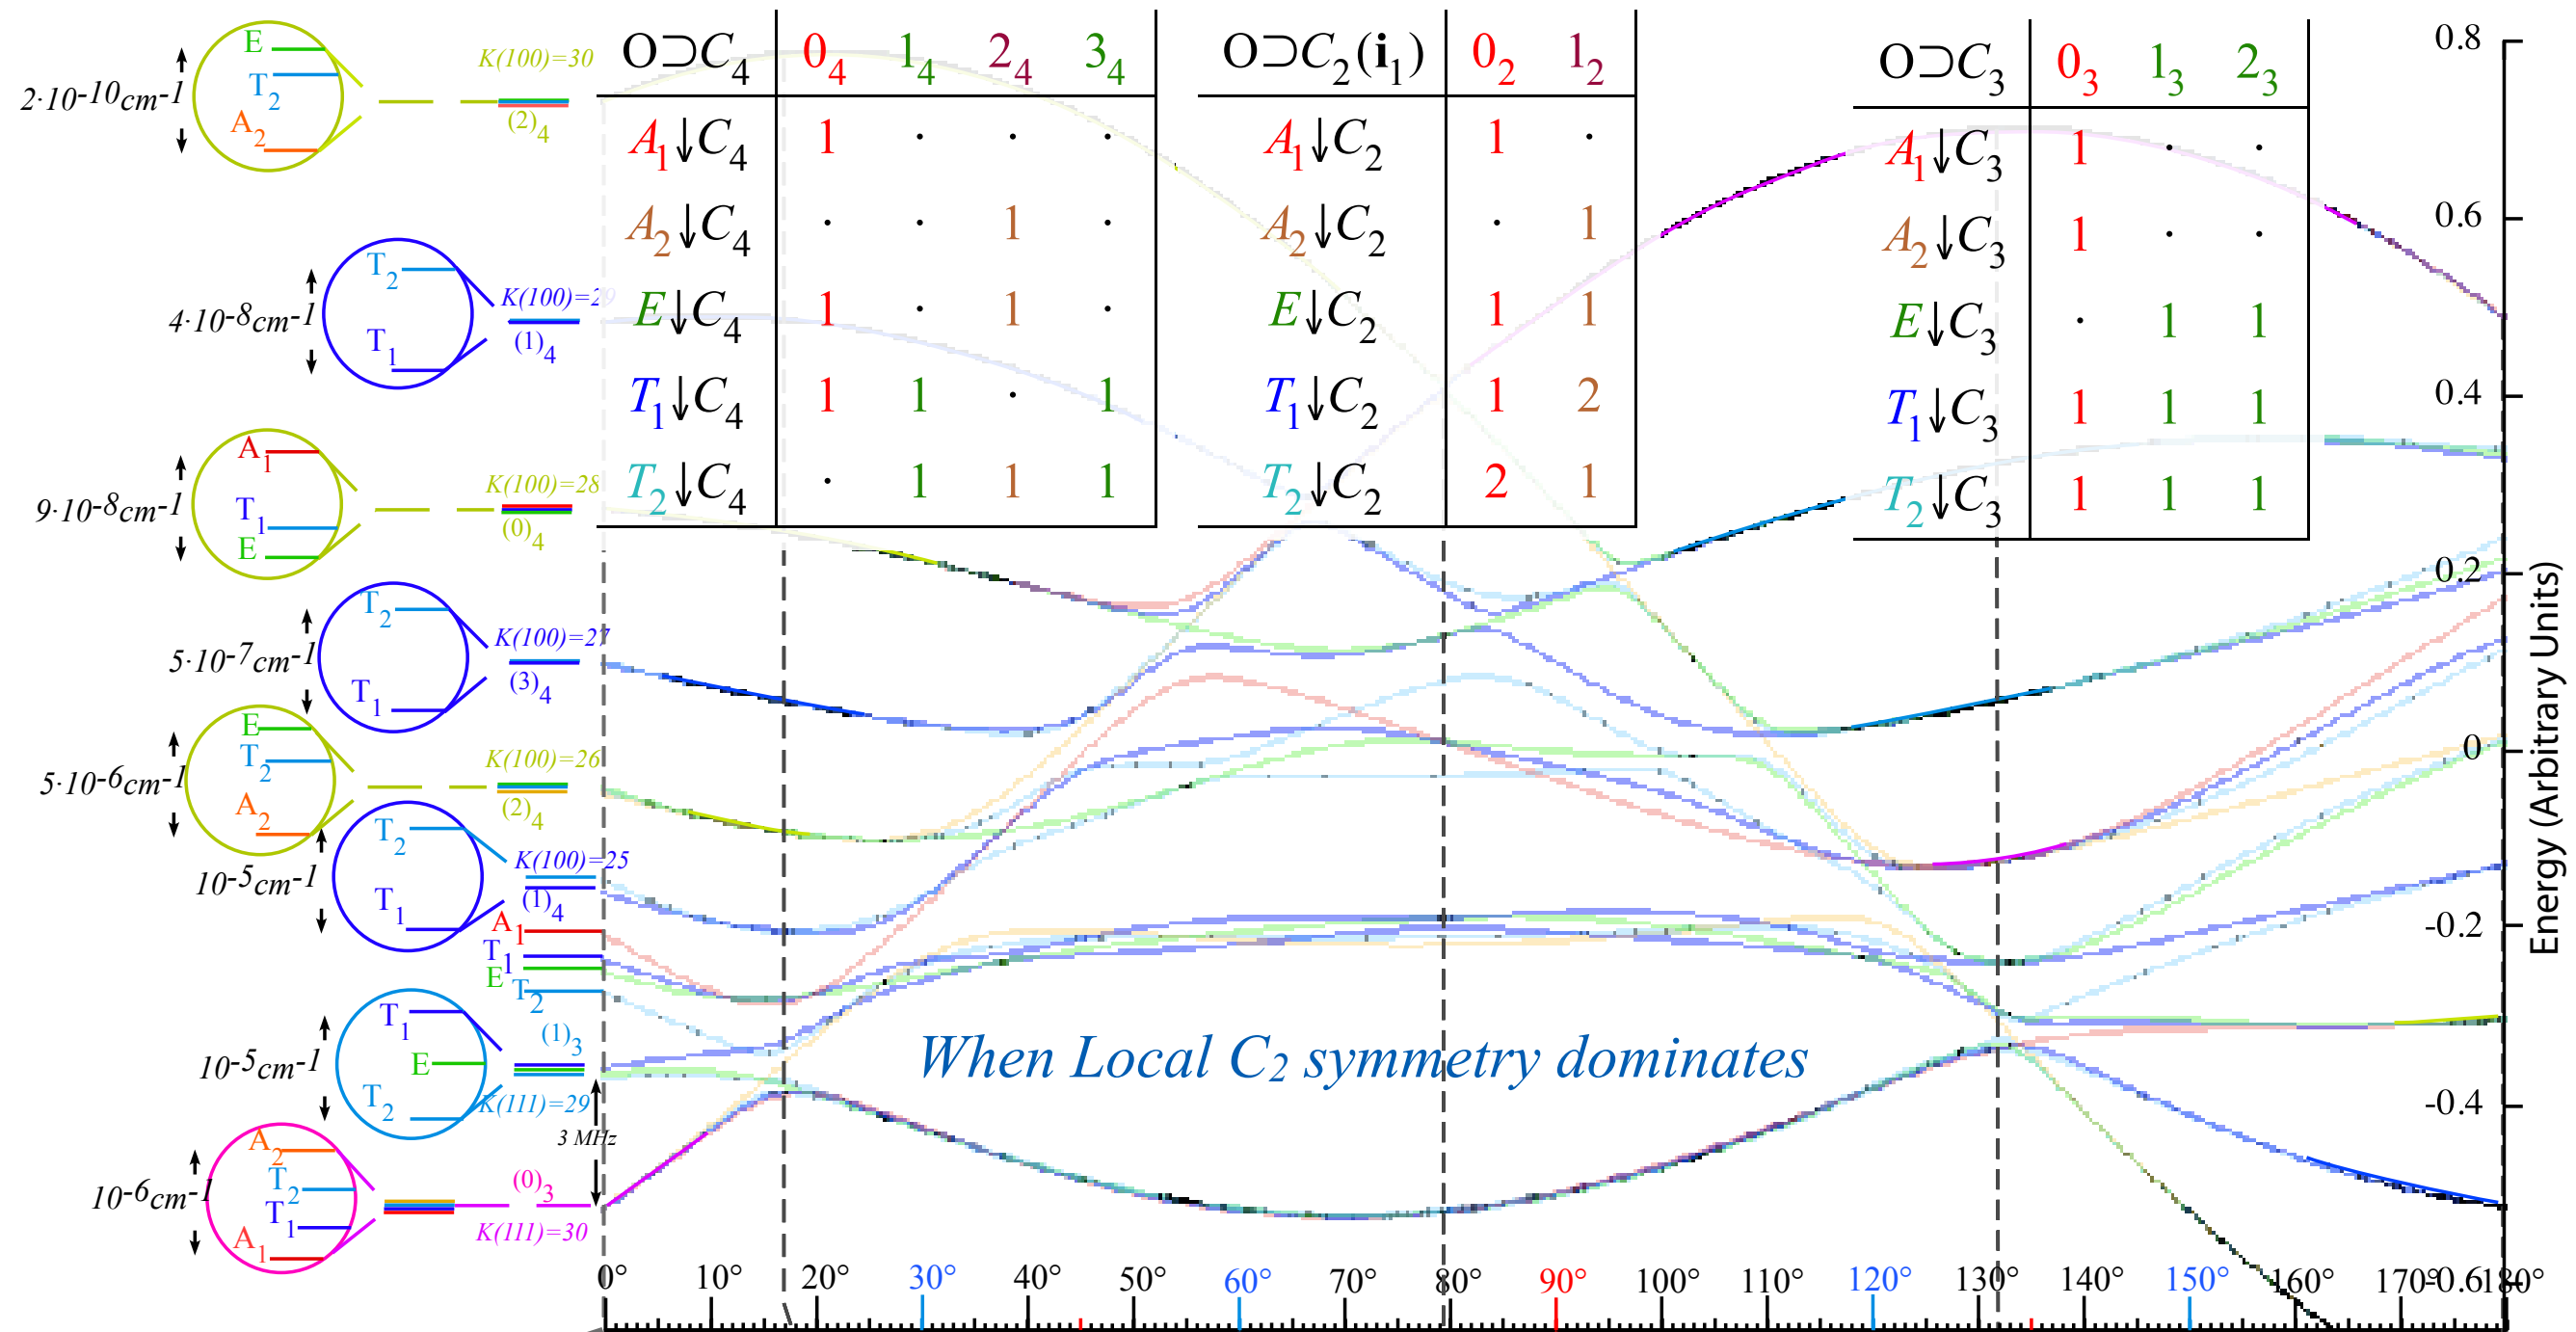 E
T2
A2
2·10-10cm-1
K(100)=30
(2)4
T2
T1
4·10-8cm-1
K(100)=29
(1)4
A1
T1
E
9·10-8cm-1
K(100)=28
(0)4
T2
T1
5·10-7cm-1
K(100)=27
(3)4
E
T2
A2
5·10-6cm-1
K(100)=26
(2)4
T2
T1
10-5cm-1
K(100)=25
(1)4
A1
T1
E
T2
T1
E
T2
10-5cm-1
(1)3
K(111)=29
3 MHz
A2
T2
T1
A1
10-6cm-1
(0)3
K(111)=30
O⊃C4 04 14 24 34
A1↓C4 1 · · ·
A2↓C4 · · 1 ·
E↓C4 1 · 1 ·
T1↓C4 1 1 · 1
T2↓C4 · 1 1 1
O⊃C2(i1) 02 12
A1↓C2 1 ·
A2↓C2 · 1
E↓C2 1 1
T1↓C2 1 2
T2↓C2 2 1
O⊃C3 03 13 23
A1↓C3 1 · ·
A2↓C3 1 · ·
E↓C3 · 1 1
T1↓C3 1 1 1
T2↓C3 1 1 1
When Local C2 symmetry dominates
0.8
0.6
0.4
0.2
0
-0.2
-0.4
-0.6
Energy (Arbitrary Units)
0° 10° 20° 30° 40° 50° 60° 70° 80° 90° 100° 110° 120° 130° 140° 150° 160° 170° 180°